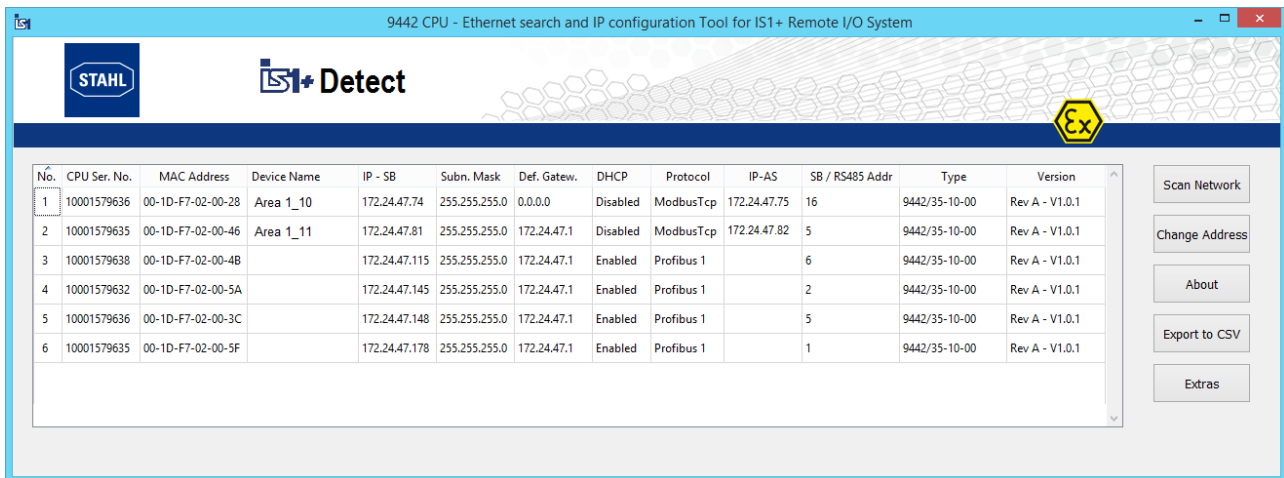 9442 CPU - Ethernet search and IP configuration Tool for IS1+ Remote I/O System
STAHL
IS1+ Detect
Ex
No. CPU Ser. No. MAC Address Device Name IP - SB Subn. Mask Def. Gatew. DHCP Protocol IP-AS SB / RS485 Addr Type Version
1 10001579636 00-1D-F7-02-00-28 Area 1_10 172.24.47.74 255.255.255.0 0.0.0.0 Disabled ModbusTcp 172.24.47.75 16 9442/35-10-00 Rev A - V1.0.1
2 10001579635 00-1D-F7-02-00-46 Area 1_11 172.24.47.81 255.255.255.0 172.24.47.1 Disabled ModbusTcp 172.24.47.82 5 9442/35-10-00 Rev A - V1.0.1
3 10001579638 00-1D-F7-02-00-4B 172.24.47.115 255.255.255.0 172.24.47.1 Enabled Profibus 1 6 9442/35-10-00 Rev A - V1.0.1
4 10001579632 00-1D-F7-02-00-5A 172.24.47.145 255.255.255.0 172.24.47.1 Enabled Profibus 1 2 9442/35-10-00 Rev A - V1.0.1
5 10001579636 00-1D-F7-02-00-3C 172.24.47.148 255.255.255.0 172.24.47.1 Enabled Profibus 1 5 9442/35-10-00 Rev A - V1.0.1
6 10001579635 00-1D-F7-02-00-5F 172.24.47.178 255.255.255.0 172.24.47.1 Enabled Profibus 1 1 9442/35-10-00 Rev A - V1.0.1
Scan Network
Change Address
About
Export to CSV
Extras